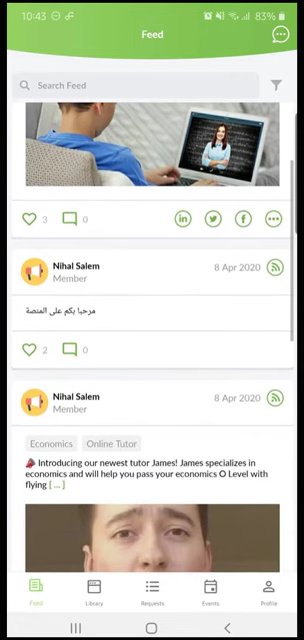 10:43
83%
Feed
Search Feed
3
0
Nihal Salem
8 Apr 2020
Member
مرحبا بكم على المنصة
2
0
Nihal Salem
8 Apr 2020
Member
Economics
Online Tutor
Introducing our newest tutor James! James specializes in
economics and will help you pass your economics O Level with
flying [ ... ]
Feed
Library
Requests
Events
Profile